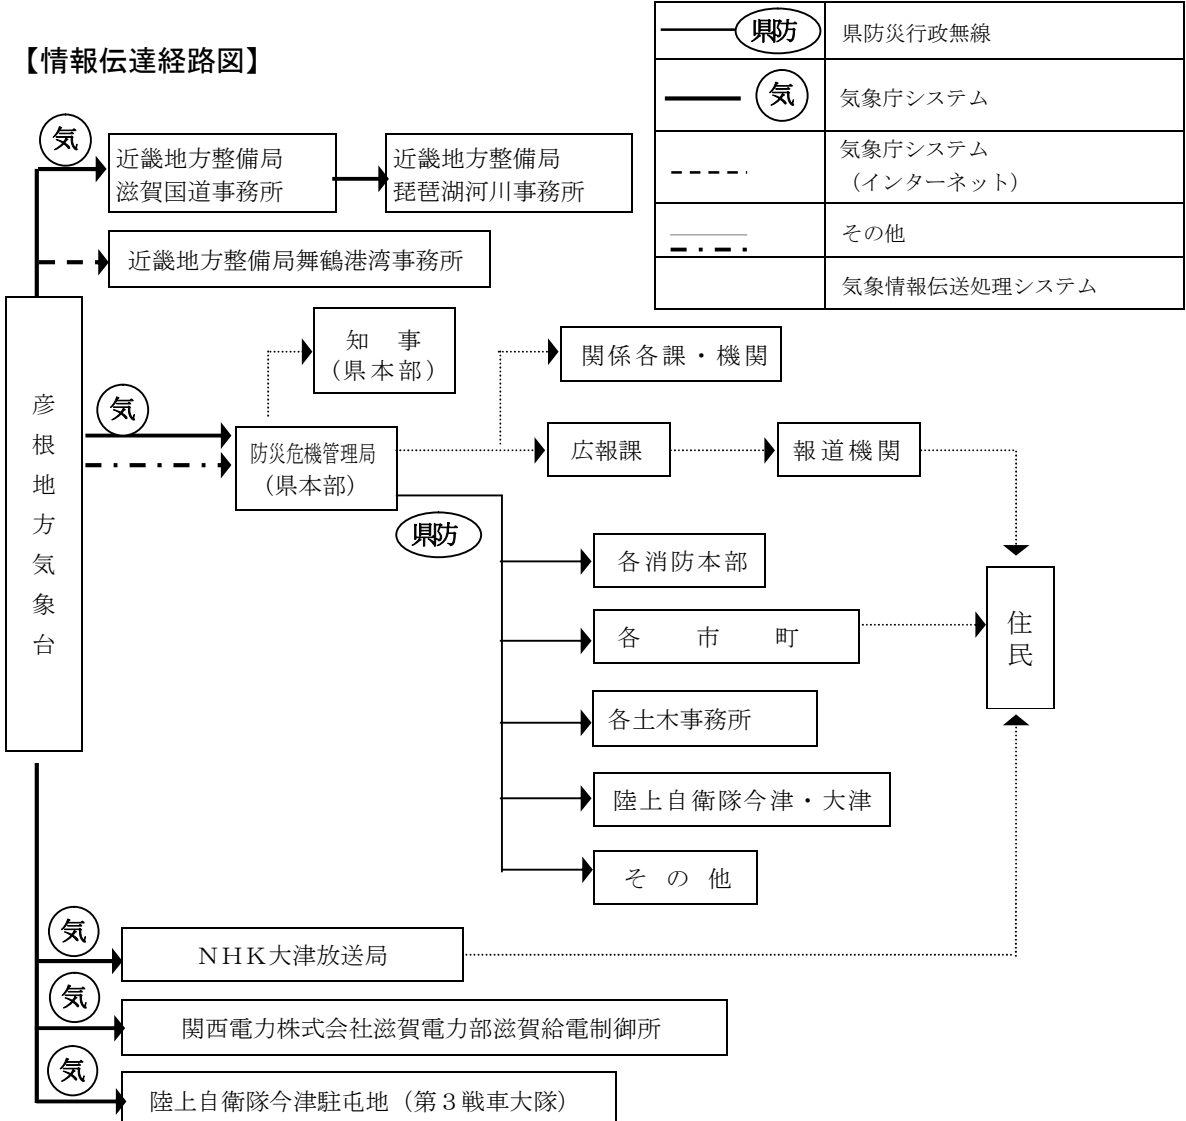 【情報伝達経路図】
県防
県防災行政無線
気
気象庁システム
気象庁システム
（インターネット）
その他
気象情報伝送処理システム
気
近畿地方整備局
滋賀国道事務所
近畿地方整備局
琵琶湖河川事務所
近畿地方整備局舞鶴港湾事務所
彦根地方気象台
知　事
（県本部）
関係各課・機関
気
防災危機管理局
（県本部）
広報課
報道機関
県防
各消防本部
各　市　町
住民
各土木事務所
陸上自衛隊今津・大津
そ の 他
気
ＮＨＫ大津放送局
気
関西電力株式会社滋賀電力部滋賀給電制御所
気
陸上自衛隊今津駐屯地（第３戦車大隊）